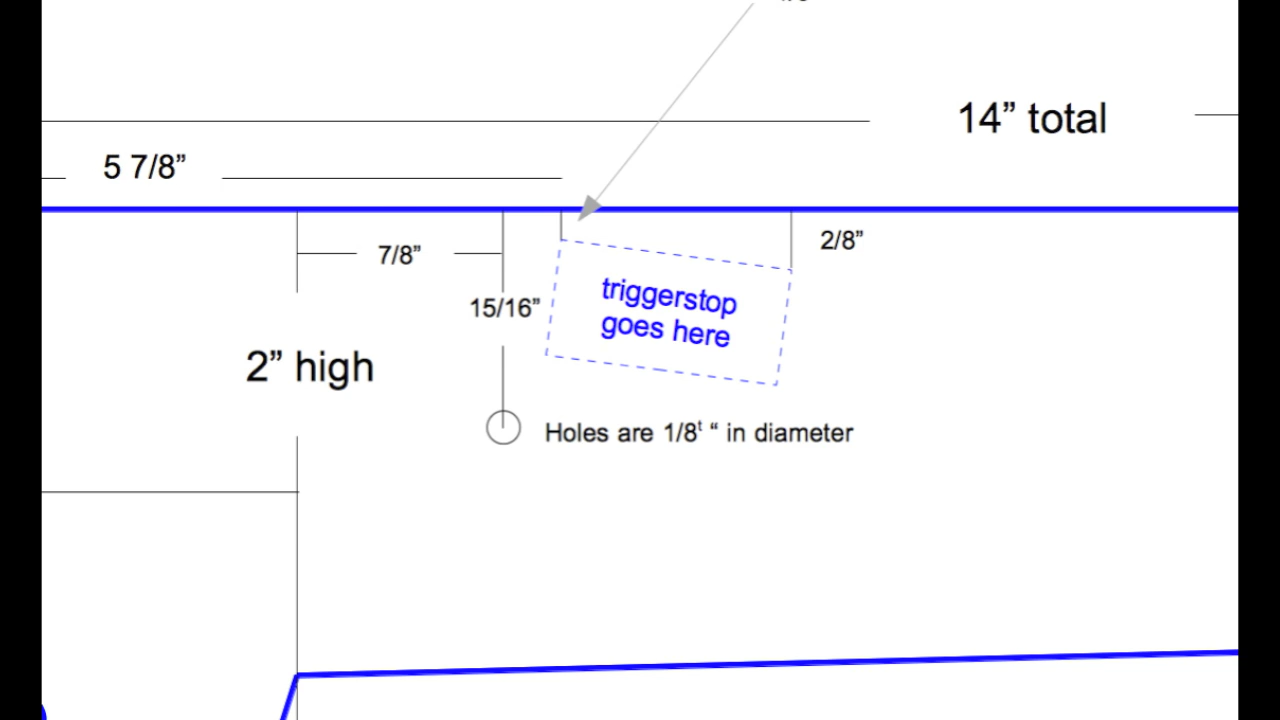 14” total
5 7/8”
2/8”
7/8”
triggerstop
goes here
15/16”
2” high
Holes are 1/8t “ in diameter